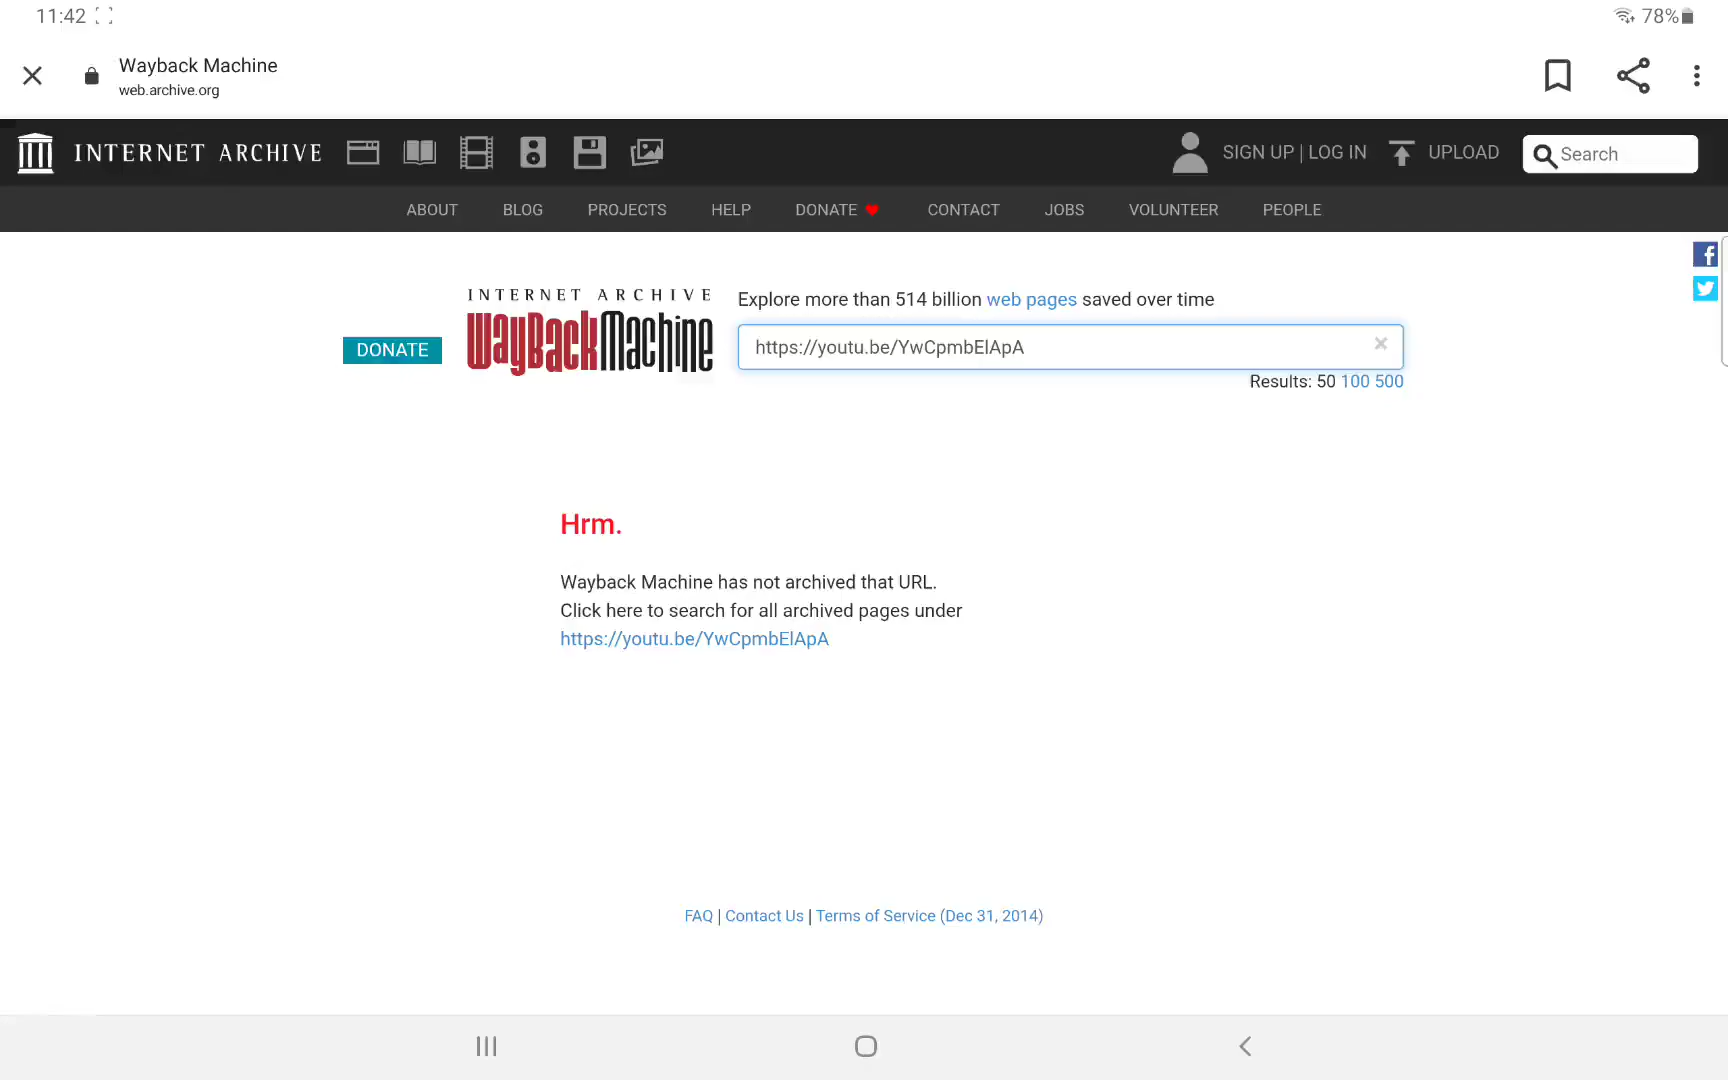 11:42
78%
Wayback Machine
web.archive.org
INTERNET ARCHIVE
SIGN UP | LOG IN
UPLOAD
Search
ABOUT
BLOG
PROJECTS
HELP
DONATE
CONTACT
JOBS
VOLUNTEER
PEOPLE
DONATE
INTERNET ARCHIVE
WayBackMachine
Explore more than 514 billion web pages saved over time
https://youtu.be/YwCpmbElApA
Results: 50 100 500
Hrm.
Wayback Machine has not archived that URL.
Click here to search for all archived pages under
https://youtu.be/YwCpmbElApA
FAQ | Contact Us | Terms of Service (Dec 31, 2014)